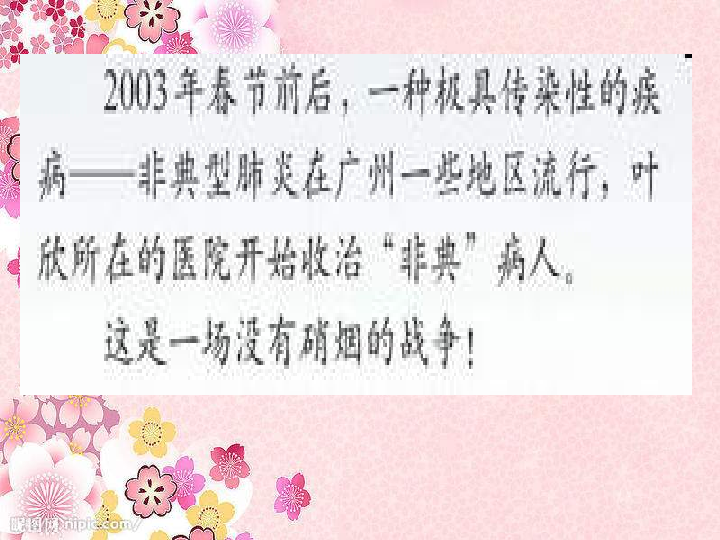 2003年春节前后，一种极具传染性的疾
病——非典型肺炎在广州一些地区流行，叶
欣所在的医院开始收治“非典”病人。
这是一场没有硝烟的战争！
昵图网 nipic.com/